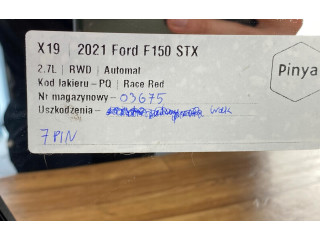 X19 | 2021 Ford F150 STX
2.7L | RWD | Automat
Pinya
Kod lakieru - PQ | Race Red
Nr magazynowy - 03675
Uszkodzenia -
7 PIN